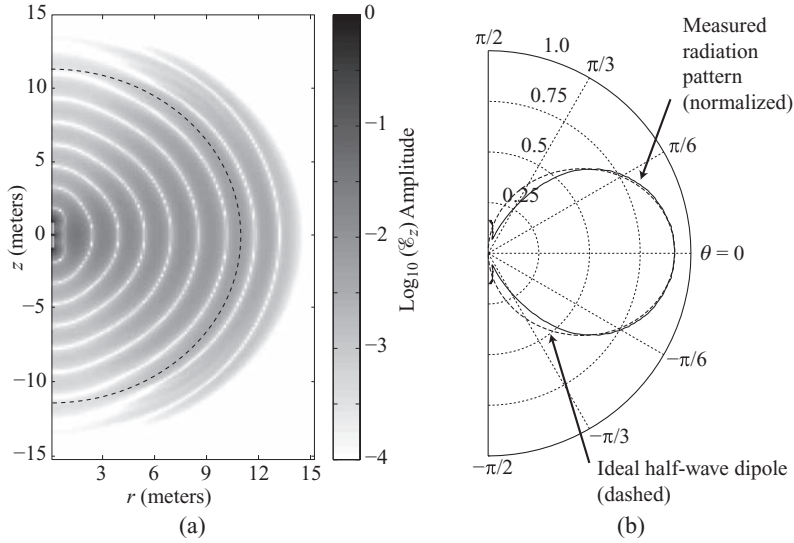 15
10
5
0
−5
−10
−15
z (meters)
3
6
9
12
15
r (meters)
(a)
0
−1
−2
−3
−4
Log₁₀ (ℰz) Amplitude
Measured
radiation
pattern
(normalized)
π/2
1.0
π/3
0.75
π/6
0.5
0.25
θ = 0
−π/6
−π/3
−π/2
Ideal half-wave dipole
(dashed)
(b)